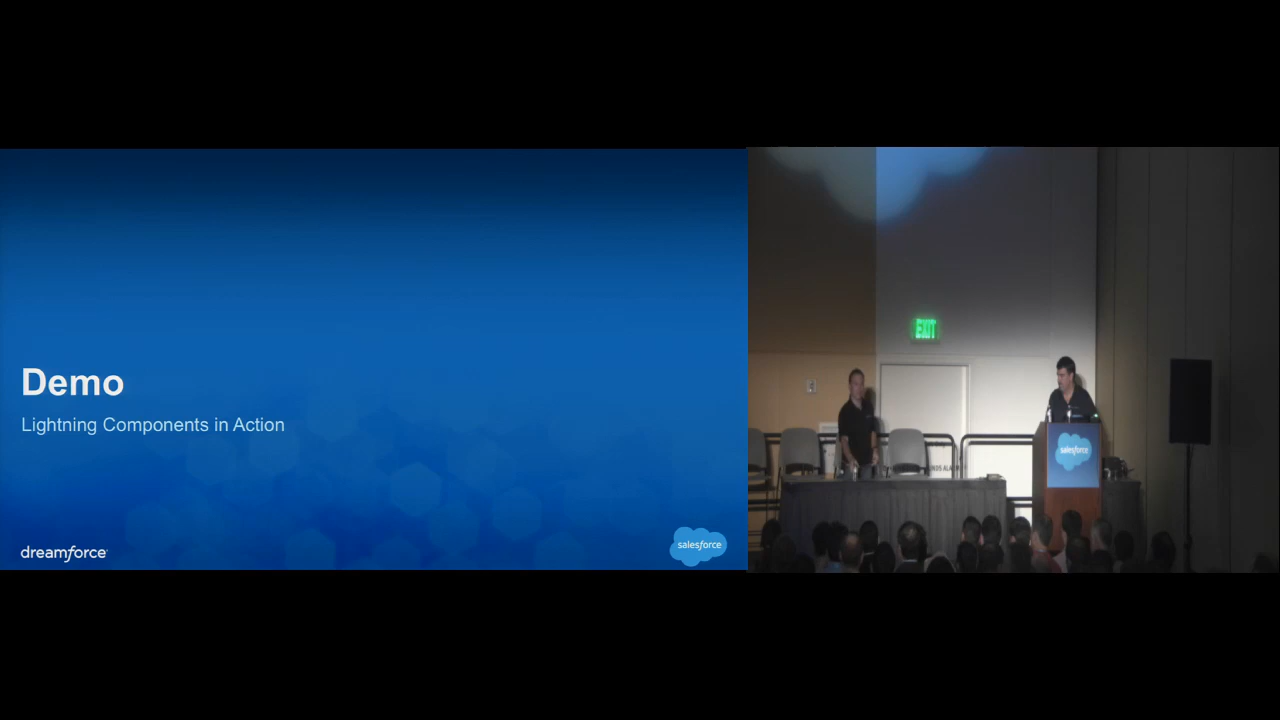 Demo
Lightning Components in Action
dreamforce
salesforce
EXIT
salesforce